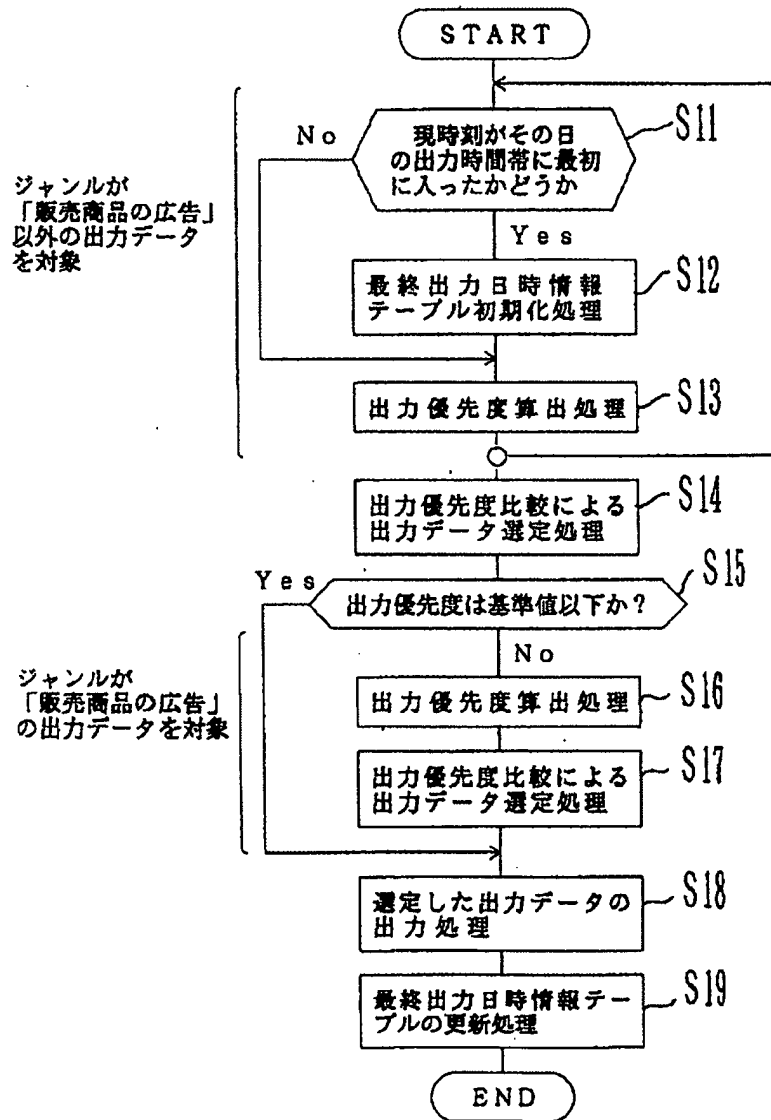 START
S11
No
現時刻がその日
の出力時間帯に最初
に入ったかどうか
ジャンルが
「販売商品の広告」
以外の出力データ
を対象
Yes
S12
最終出力日時情報
テーブル初期化処理
S13
出力優先度算出処理
S14
出力優先度比較による
出力データ選定処理
S15
Yes
出力優先度は基準値以下か?
No
ジャンルが
「販売商品の広告」
の出力データを対象
S16
出力優先度算出処理
S17
出力優先度比較による
出力データ選定処理
S18
選定した出力データの
出力処理
S19
最終出力日時情報テー
ブルの更新処理
END